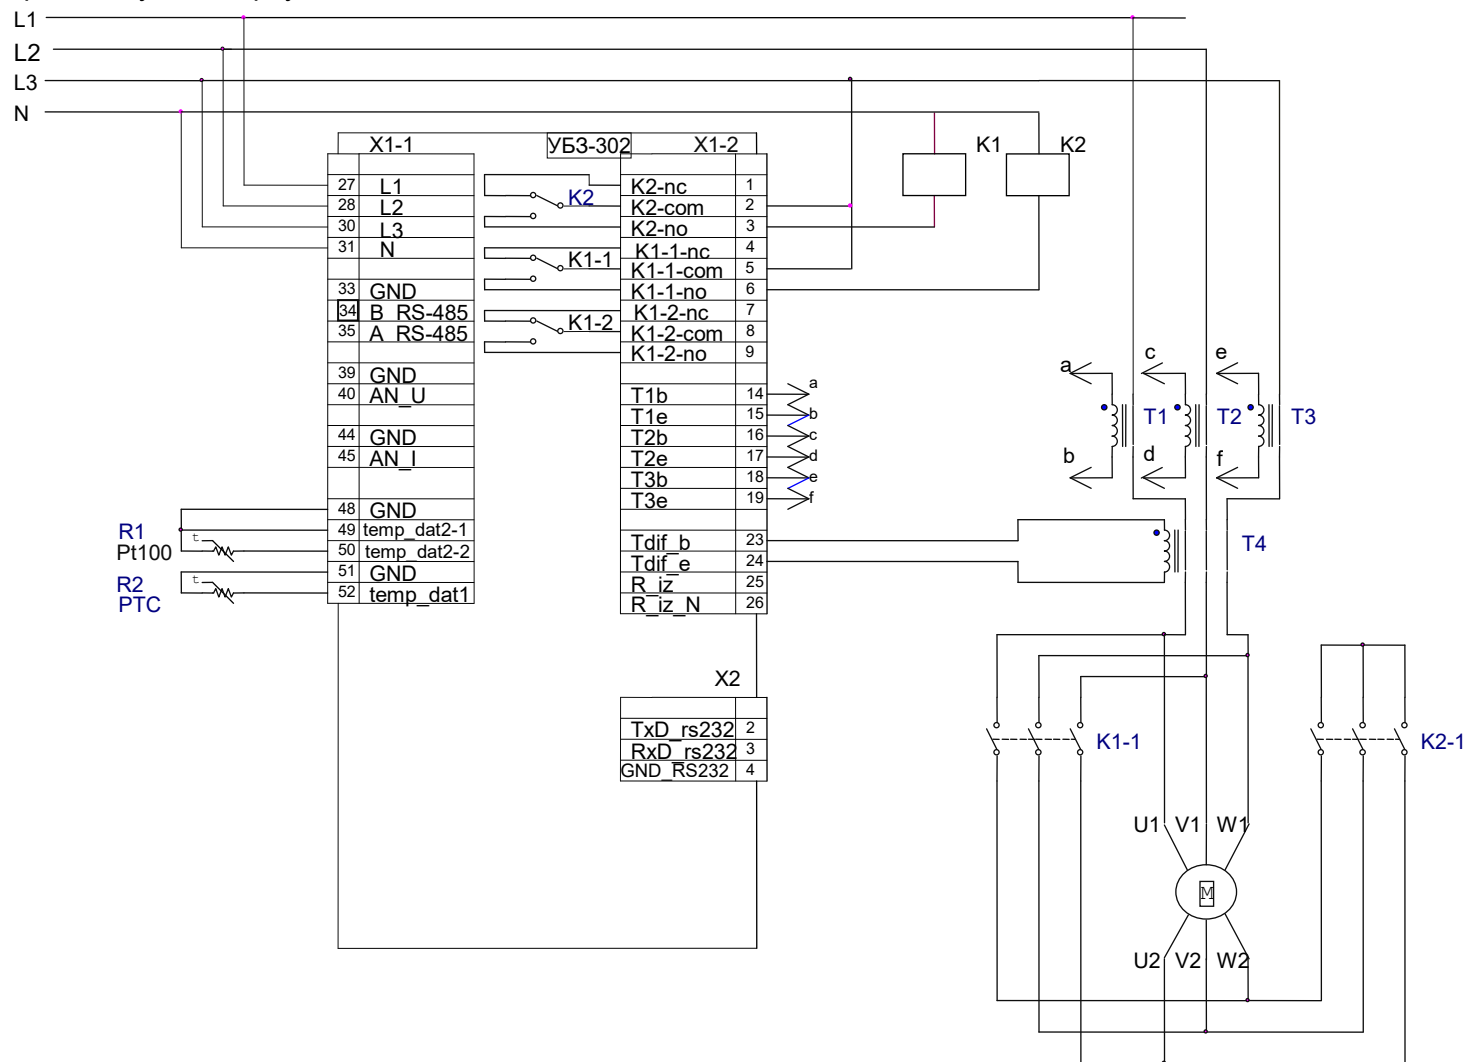 L1
L2
L3
N
X1-1
УБЗ-302
X1-2
K1
K2
27 L1
28 L2
30 L3
31 N
33 GND
34 B RS-485
35 A RS-485
39 GND
40 AN_U
44 GND
45 AN_I
48 GND
49 temp_dat2-1
50 temp_dat2-2
51 GND
52 temp_dat1
R1
Pt100
t
R2
PTC
t
K2
K1-1
K1-2
K2-nc 1
K2-com 2
K2-no 3
K1-1-nc 4
K1-1-com 5
K1-1-no 6
K1-2-nc 7
K1-2-com 8
K1-2-no 9
T1b 14 a
T1e 15 b
T2b 16 c
T2e 17 d
T3b 18 e
T3e 19 f
Tdif_b 23
Tdif_e 24
R_iz 25
R_iz_N 26
X2
TxD_rs232 2
RxD_rs232 3
GND_RS232 4
a c e
T1 T2 T3
b d f
T4
K1-1
K2-1
U1 V1 W1
M
U2 V2 W2